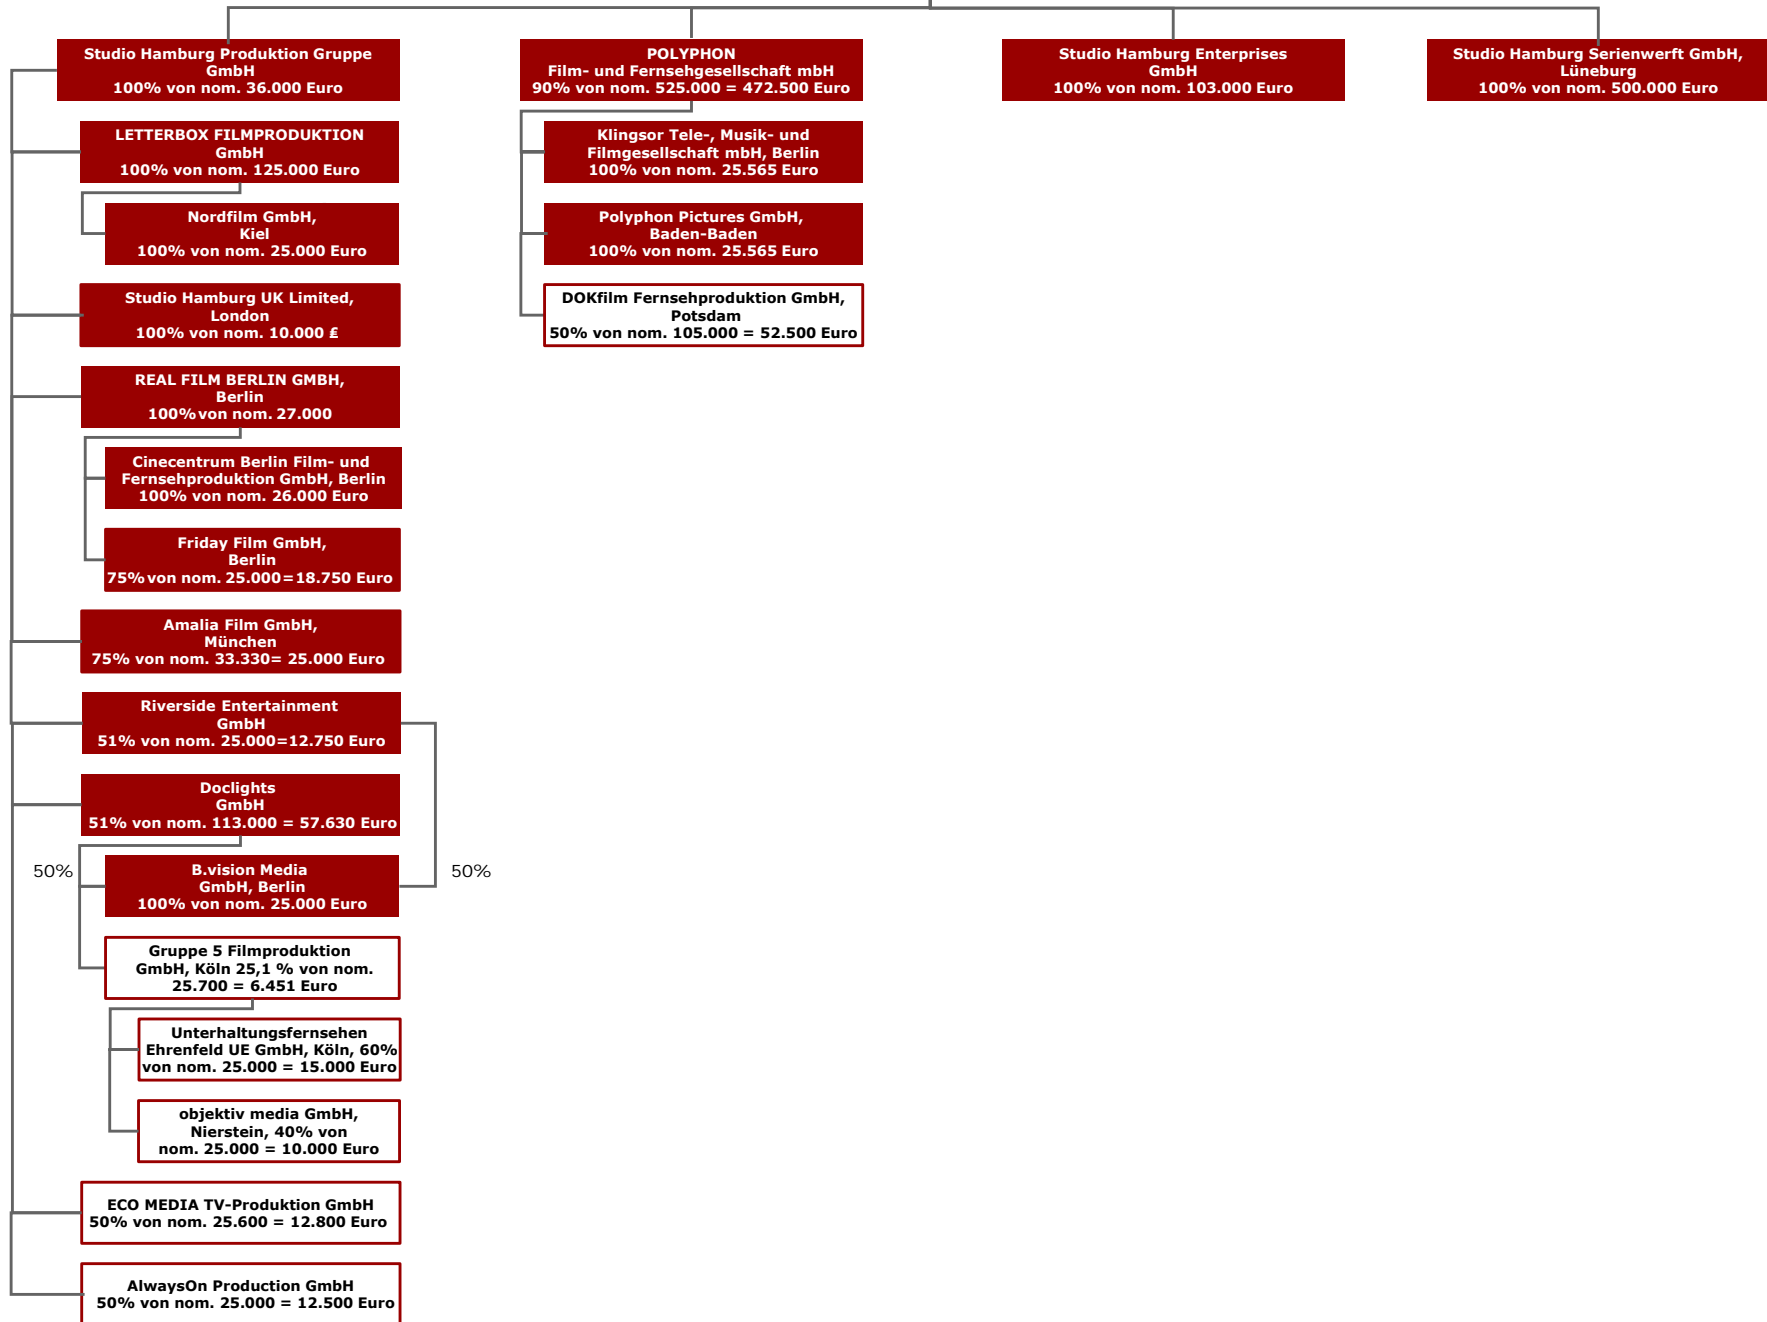 Studio Hamburg Produktion Gruppe
GmbH
100% von nom. 36.000 Euro
LETTERBOX FILMPRODUKTION
GmbH
100% von nom. 125.000 Euro
Nordfilm GmbH,
Kiel
100% von nom. 25.000 Euro
Studio Hamburg UK Limited,
London
100% von nom. 10.000 ₤
REAL FILM BERLIN GMBH,
Berlin
100% von nom. 27.000
Cinecentrum Berlin Film- und
Fernsehproduktion GmbH, Berlin
100% von nom. 26.000 Euro
Friday Film GmbH,
Berlin
75% von nom. 25.000=18.750 Euro
Amalia Film GmbH,
München
75% von nom. 33.330= 25.000 Euro
Riverside Entertainment
GmbH
51% von nom. 25.000=12.750 Euro
Doclights
GmbH
51% von nom. 113.000 = 57.630 Euro
50%
B.vision Media
GmbH, Berlin
100% von nom. 25.000 Euro
50%
Gruppe 5 Filmproduktion
GmbH, Köln 25,1 % von nom.
25.700 = 6.451 Euro
Unterhaltungsfernsehen
Ehrenfeld UE GmbH, Köln, 60%
von nom. 25.000 = 15.000 Euro
objektiv media GmbH,
Nierstein, 40% von
nom. 25.000 = 10.000 Euro
ECO MEDIA TV-Produktion GmbH
50% von nom. 25.600 = 12.800 Euro
AlwaysOn Production GmbH
50% von nom. 25.000 = 12.500 Euro
POLYPHON
Film- und Fernsehgesellschaft mbH
90% von nom. 525.000 = 472.500 Euro
Klingsor Tele-, Musik- und
Filmgesellschaft mbH, Berlin
100% von nom. 25.565 Euro
Polyphon Pictures GmbH,
Baden-Baden
100% von nom. 25.565 Euro
DOKfilm Fernsehproduktion GmbH,
Potsdam
50% von nom. 105.000 = 52.500 Euro
Studio Hamburg Enterprises
GmbH
100% von nom. 103.000 Euro
Studio Hamburg Serienwerft GmbH,
Lüneburg
100% von nom. 500.000 Euro